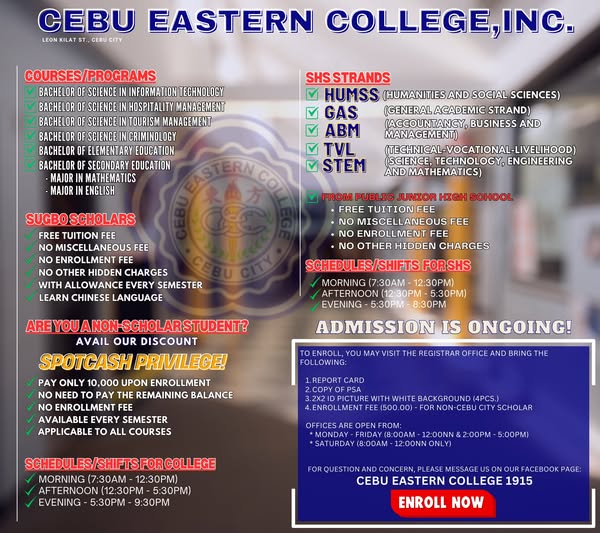 CEBU EASTERN COLLEGE,INC.
LEON KILAT ST., CEBU CITY
COURSES/PROGRAMS
BACHELOR OF SCIENCE IN INFORMATION TECHNOLOGY
BACHELOR OF SCIENCE IN HOSPITALITY MANAGEMENT
BACHELOR OF SCIENCE IN TOURISM MANAGEMENT
BACHELOR OF SCIENCE IN CRIMINOLOGY
BACHELOR OF ELEMENTARY EDUCATION
BACHELOR OF SECONDARY EDUCATION
- MAJOR IN MATHEMATICS
- MAJOR IN ENGLISH
SUGBO SCHOLARS
FREE TUITION FEE
NO MISCELLANEOUS FEE
NO ENROLLMENT FEE
NO OTHER HIDDEN CHARGES
WITH ALLOWANCE EVERY SEMESTER
LEARN CHINESE LANGUAGE
ARE YOU A NON-SCHOLAR STUDENT?
AVAIL OUR DISCOUNT
SPOTCASH PRIVILEGE!
PAY ONLY 10,000 UPON ENROLLMENT
NO NEED TO PAY THE REMAINING BALANCE
NO ENROLLMENT FEE
AVAILABLE EVERY SEMESTER
APPLICABLE TO ALL COURSES
SCHEDULES/SHIFTS FOR COLLEGE
MORNING (7:30AM - 12:30PM)
AFTERNOON (12:30PM - 5:30PM)
EVENING - 5:30PM - 9:30PM
CEBU EASTERN COLLEGE
CEBU CITY
SHS STRANDS
HUMSS (HUMANITIES AND SOCIAL SCIENCES)
GAS (GENERAL ACADEMIC STRAND)
ABM (ACCOUNTANCY, BUSINESS AND
MANAGEMENT)
TVL (TECHNICAL-VOCATIONAL-LIVELIHOOD)
STEM (SCIENCE, TECHNOLOGY, ENGINEERING
AND MATHEMATICS)
FROM PUBLIC JUNIOR HIGH SCHOOL
• FREE TUITION FEE
• NO MISCELLANEOUS FEE
• NO ENROLLMENT FEE
• NO OTHER HIDDEN CHARGES
SCHEDULES/SHIFTS FOR SHS
MORNING (7:30AM - 12:30PM)
AFTERNOON (12:30PM - 5:30PM)
EVENING - 5:30PM - 8:30PM
ADMISSION IS ONGOING!
TO ENROLL, YOU MAY VISIT THE REGISTRAR OFFICE AND BRING THE
FOLLOWING:
1.REPORT CARD
2.COPY OF PSA
3.2X2 ID PICTURE WITH WHITE BACKGROUND (4PCS.)
4.ENROLLMENT FEE (500.00) - FOR NON-CEBU CITY SCHOLAR
OFFICES ARE OPEN FROM:
* MONDAY - FRIDAY (8:00AM - 12:00NN & 2:00PM - 5:00PM)
* SATURDAY (8:00AM - 12:00NN ONLY)
FOR QUESTION AND CONCERN, PLEASE MESSAGE US ON OUR FACEBOOK PAGE:
CEBU EASTERN COLLEGE 1915
ENROLL NOW